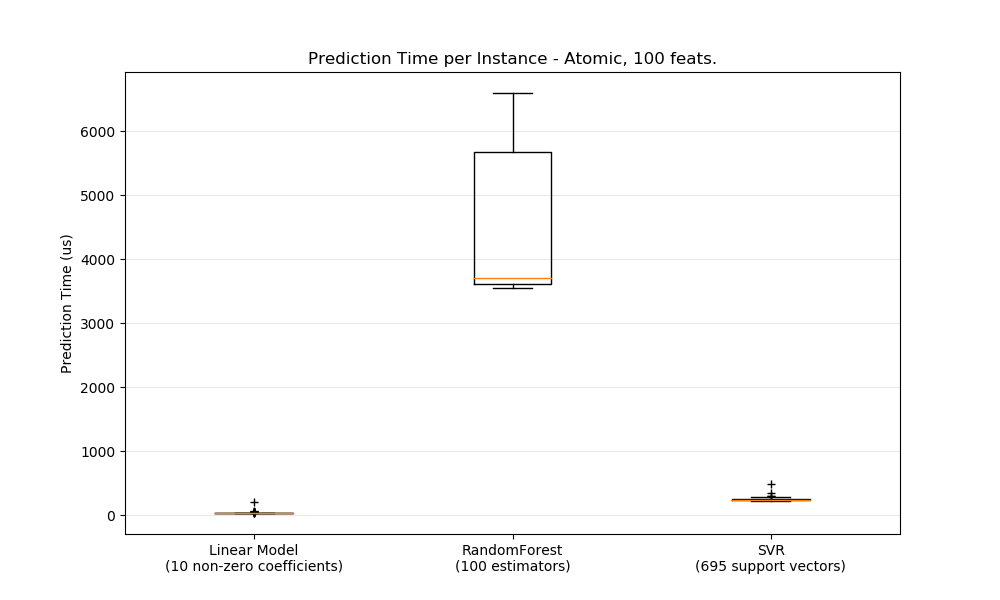 Prediction Time per Instance - Atomic, 100 feats.
Prediction Time (us)
6000
5000
4000
3000
2000
1000
0
Linear Model
(10 non-zero coefficients)
RandomForest
(100 estimators)
SVR
(695 support vectors)